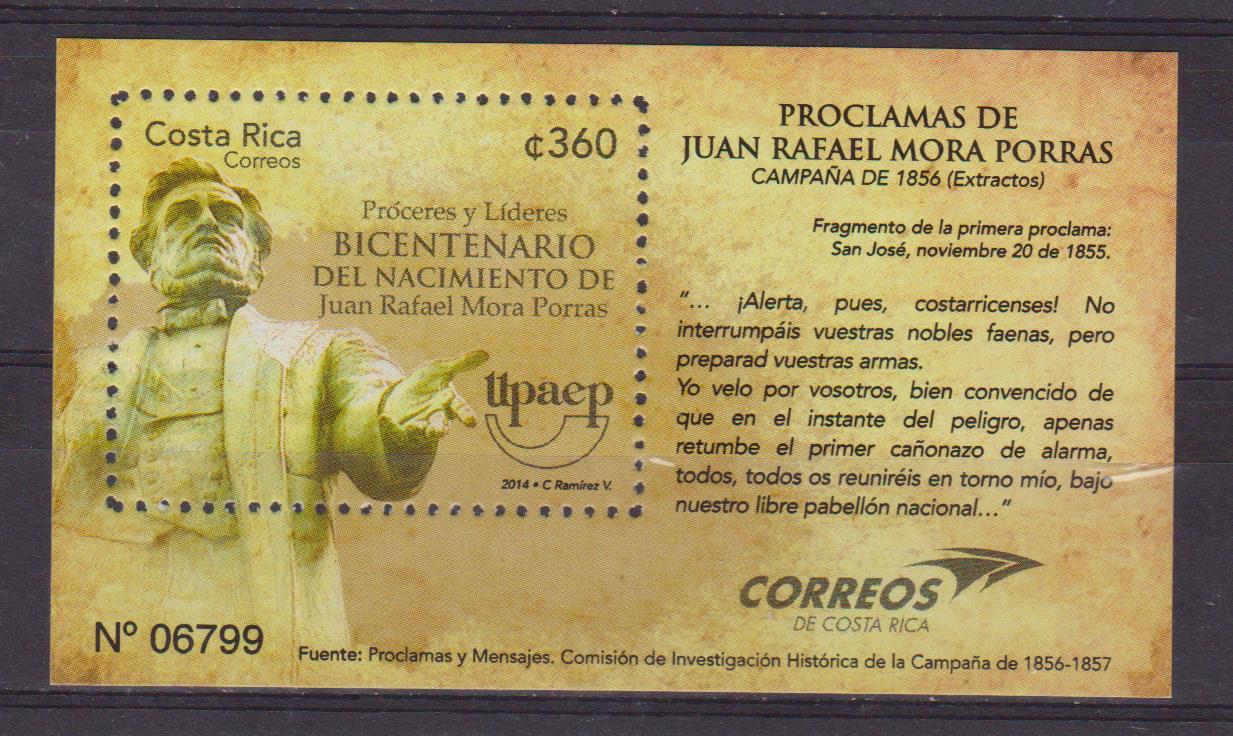 Costa Rica
Correos
¢360
Próceres y Líderes
BICENTENARIO
DEL NACIMIENTO DE
Juan Rafael Mora Porras
upaep
2014 • C Ramírez V.
PROCLAMAS DE
JUAN RAFAEL MORA PORRAS
CAMPAÑA DE 1856 (Extractos)
Fragmento de la primera proclama:
San José, noviembre 20 de 1855.
"... ¡Alerta, pues, costarricenses! No
interrumpáis vuestras nobles faenas, pero
preparad vuestras armas.
Yo velo por vosotros, bien convencido de
que en el instante del peligro, apenas
retumbe el primer cañonazo de alarma,
todos, todos os reuniréis en torno mío, bajo
nuestro libre pabellón nacional..."
CORREOS
DE COSTA RICA
Nº 06799
Fuente: Proclamas y Mensajes. Comisión de Investigación Histórica de la Campaña de 1856-1857